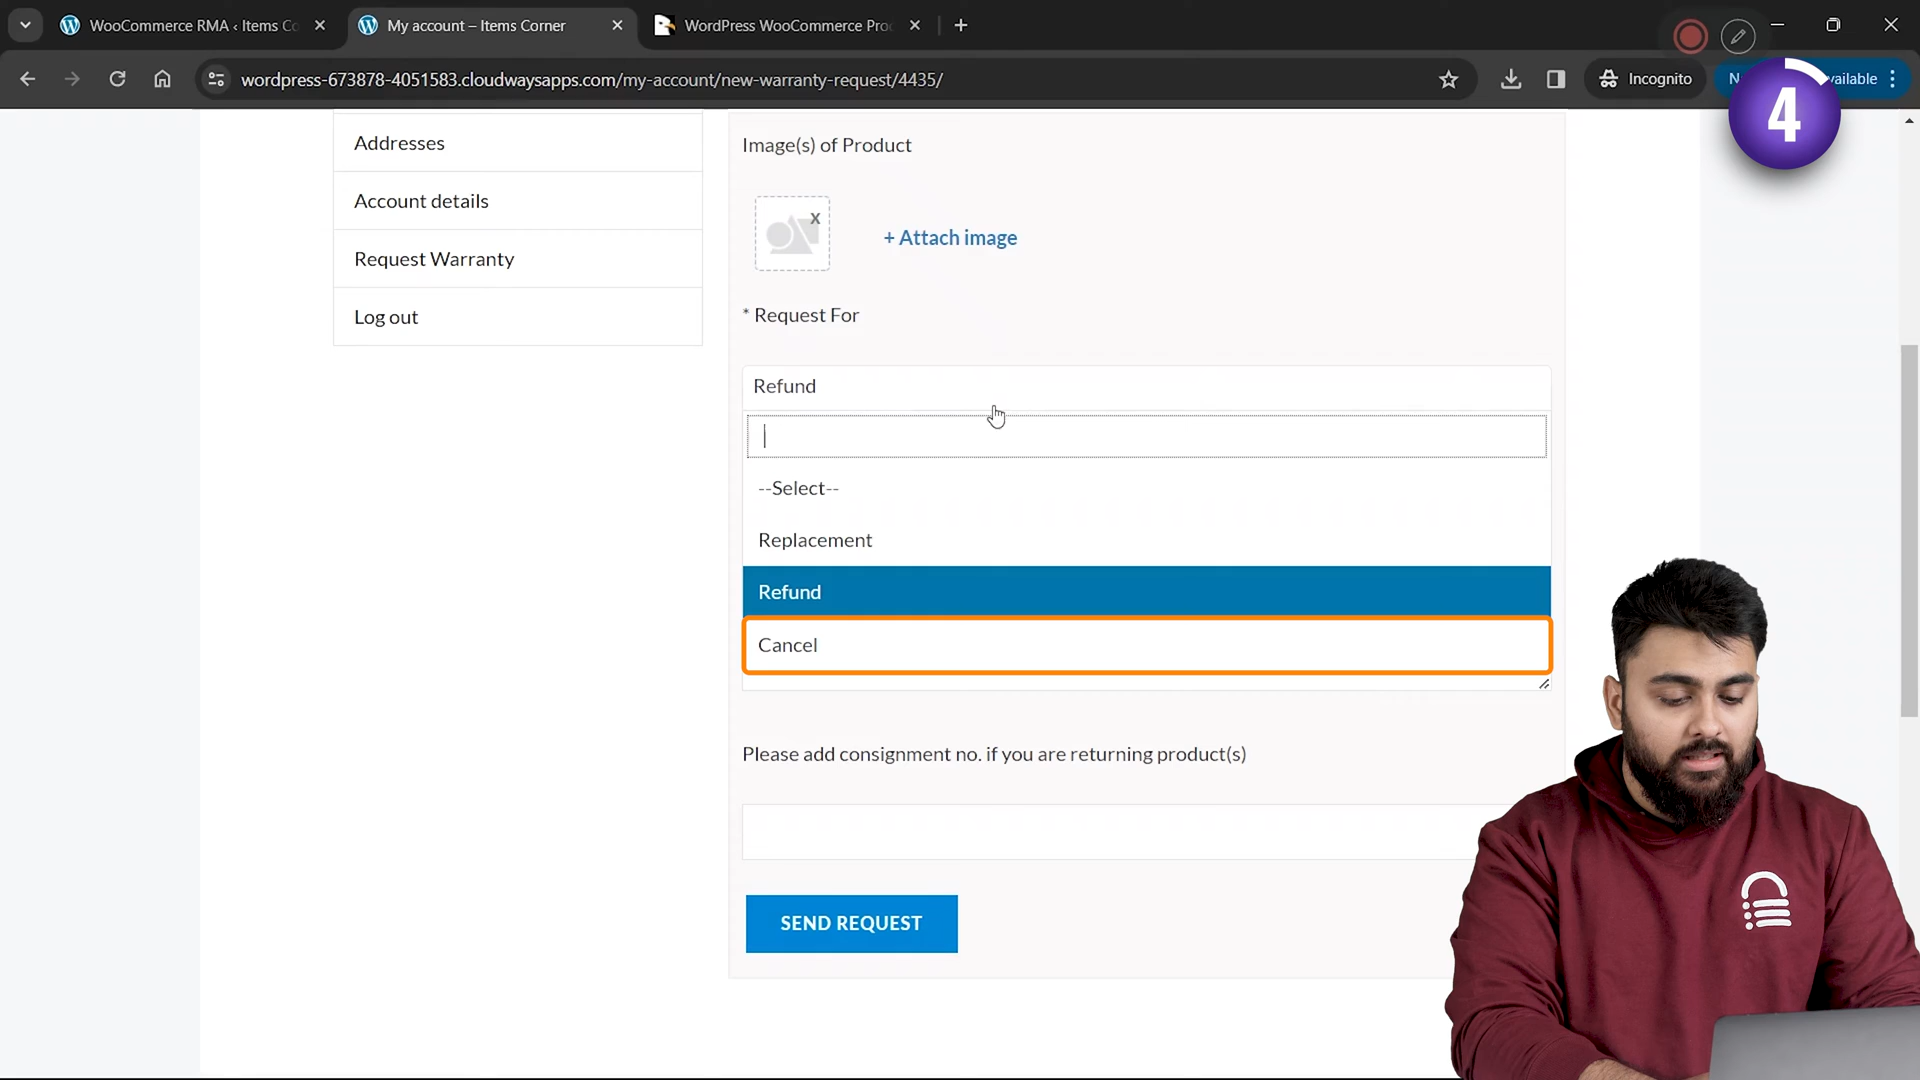 WooCommerce RMA ‹ Items Co
My account – Items Corner
WordPress WooCommerce Pro
wordpress-673878-4051583.cloudwaysapps.com/my-account/new-warranty-request/4435/
Incognito
vailable
4
Addresses
Account details
Request Warranty
Log out
Image(s) of Product
x
+ Attach image
* Request For
Refund
--Select--
Replacement
Refund
Cancel
Please add consignment no. if you are returning product(s)
SEND REQUEST